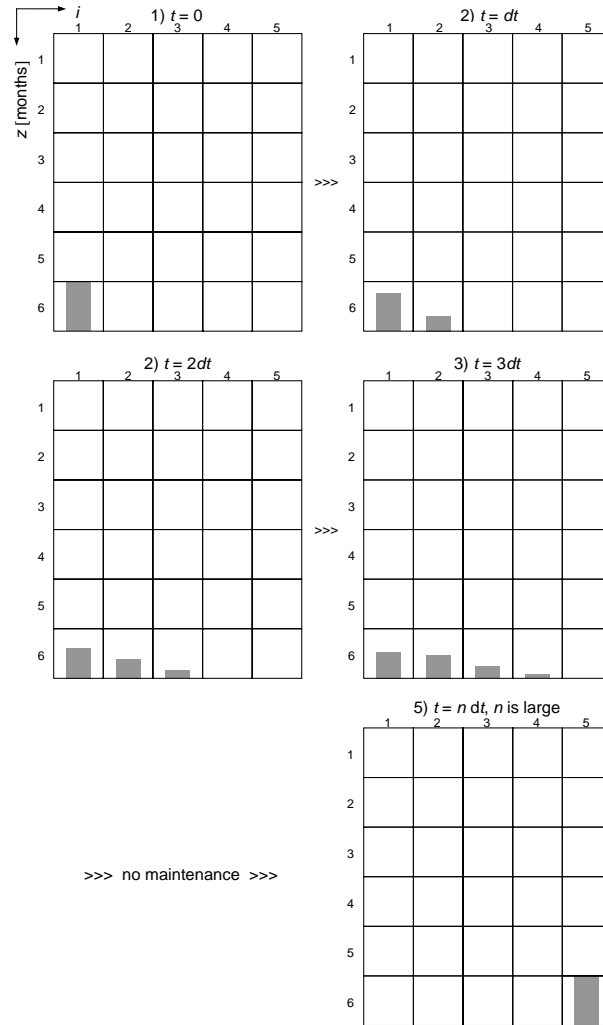 i
1) t = 0
2) t = dt
1 2 3 4 5
1 2 3 4 5
z [months]
1
2
3
4
5
6
>>>
1
2
3
4
5
6
2) t = 2dt
3) t = 3dt
1 2 3 4 5
1 2 3 4 5
1
2
3
4
5
6
>>>
1
2
3
4
5
6
5) t = n dt, n is large
1 2 3 4 5
1
2
3
4
5
6
>>> no maintenance >>>